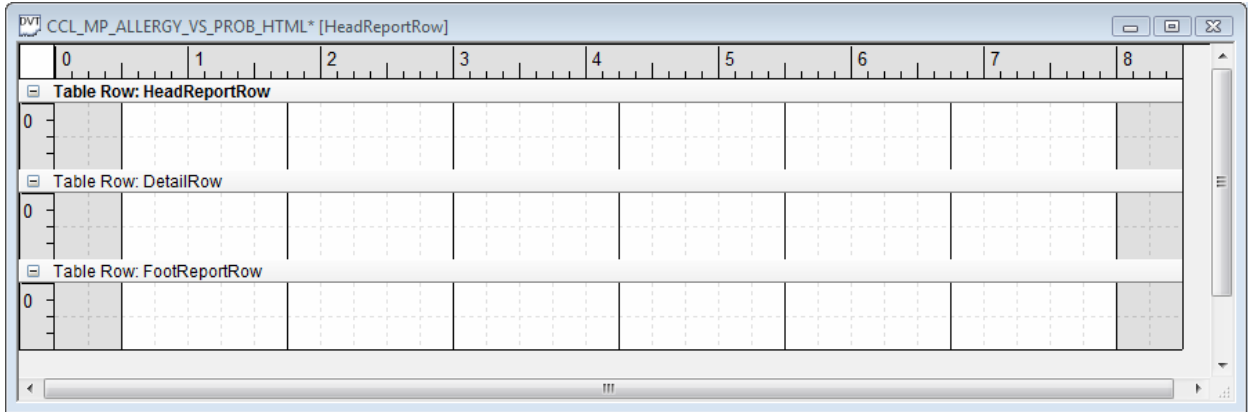 DVT CCL_MP_ALLERGY_VS_PROB_HTML* [HeadReportRow]
0 1 2 3 4 5 6 7 8
Table Row: HeadReportRow
0
Table Row: DetailRow
0
Table Row: FootReportRow
0